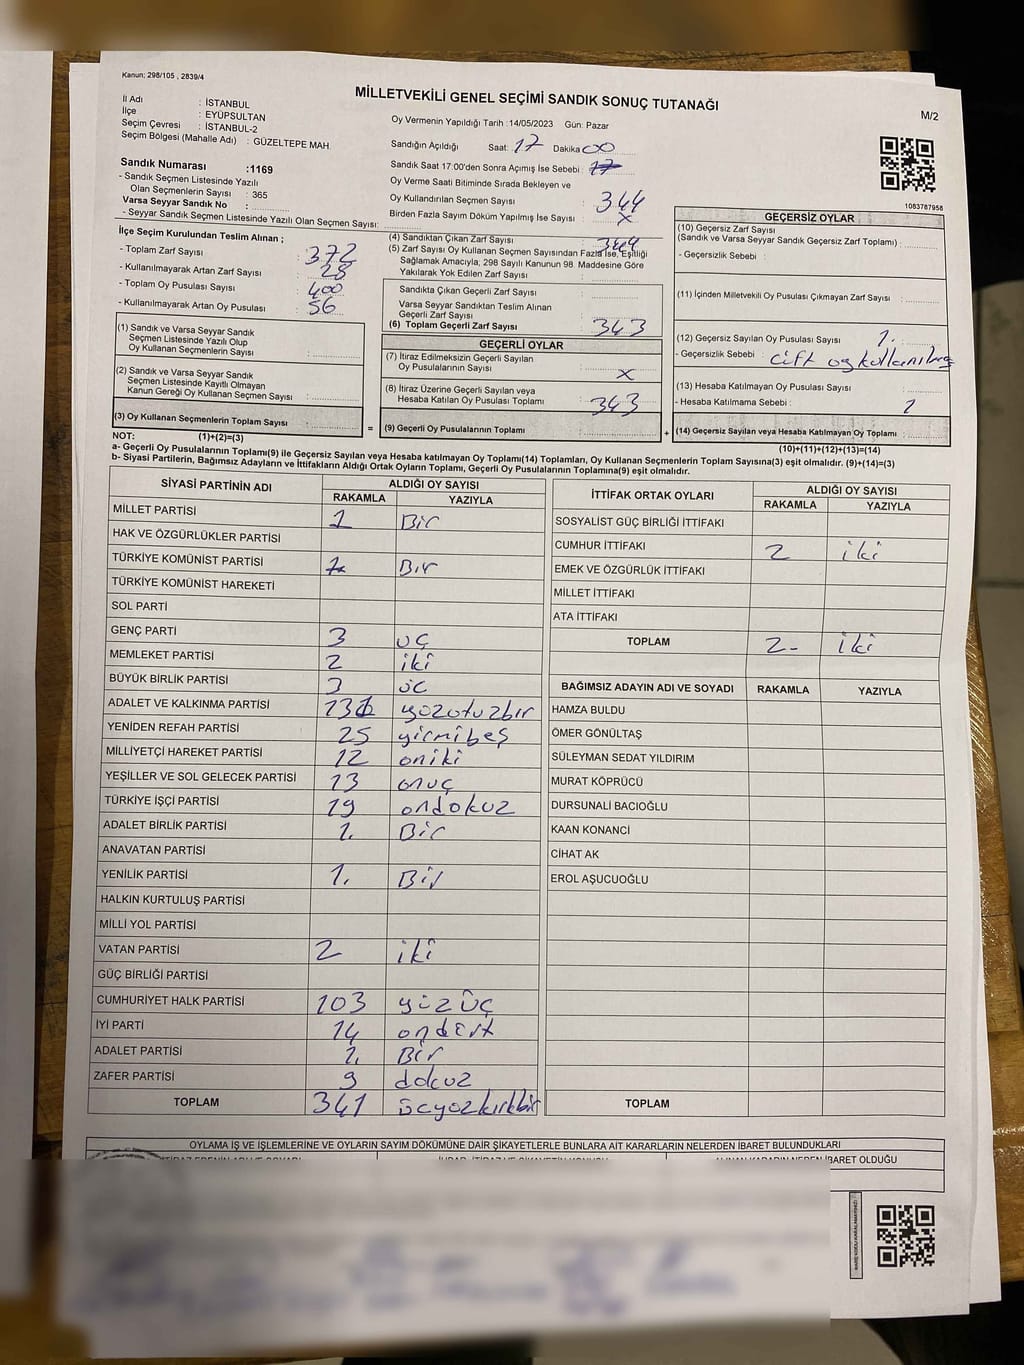 Kanun; 298/105 , 2839/4
MİLLETVEKİLİ GENEL SEÇİMİ SANDIK SONUÇ TUTANAĞI
M/2
İl Adı : İSTANBUL
İlçe : EYÜPSULTAN
Seçim Çevresi : İSTANBUL-2
Seçim Bölgesi (Mahalle Adı) : GÜZELTEPE MAH.
Sandık Numarası :1169
- Sandık Seçmen Listesinde Yazılı
Olan Seçmenlerin Sayısı : 365
Varsa Seyyar Sandık No :
- Seyyar Sandık Seçmen Listesinde Yazılı Olan Seçmen Sayısı:
Oy Vermenin Yapıldığı Tarih :14/05/2023 Gün: Pazar
Sandığın Açıldığı Saat: 17 Dakika 00
Sandık Saat 17:00'den Sonra Açımış İse Sebebi : 17
Oy Verme Saati Bitiminde Sırada Bekleyen ve
Oy Kullandırılan Seçmen Sayısı : 344
Birden Fazla Sayım Döküm Yapılmış İse Sayısı : x
1083787958
İlçe Seçim Kurulundan Teslim Alınan ;
- Toplam Zarf Sayısı : 372
- Kullanılmayarak Artan Zarf Sayısı : 28
- Toplam Oy Pusulası Sayısı : 400
- Kullanılmayarak Artan Oy Pusulası : 56
(4) Sandıktan Çıkan Zarf Sayısı : 344
(5) Zarf Sayısı Oy Kullanan Seçmen Sayısından Fazla İse, Eşitliği
Sağlamak Amacıyla; 298 Sayılı Kanunun 98. Maddesine Göre
Yakılarak Yok Edilen Zarf Sayısı
Sandıkta Çıkan Geçerli Zarf Sayısı :
Varsa Seyyar Sandıktan Teslim Alınan
Geçerli Zarf Sayısı :
(6) Toplam Geçerli Zarf Sayısı : 343
GEÇERSİZ OYLAR
(10) Geçersiz Zarf Sayısı
(Sandık ve Varsa Seyyar Sandık Geçersiz Zarf Toplamı) :
- Geçersizlik Sebebi :
(11) İçinden Milletvekili Oy Pusulası Çıkmayan Zarf Sayısı :
(12) Geçersiz Sayılan Oy Pusulası Sayısı : 1.
- Geçersizlik Sebebi : çift oy kullanılmış
(13) Hesaba Katılmayan Oy Pusulası Sayısı :
- Hesaba Katılmama Sebebi : 1
(14) Geçersiz Sayılan veya Hesaba Katılmayan Oy Toplamı :
(1) Sandık ve Varsa Seyyar Sandık
Seçmen Listesinde Yazılı Olup
Oy Kullanan Seçmenlerin Sayısı :
(2) Sandık ve Varsa Seyyar Sandık
Seçmen Listesinde Kayıtlı Olmayan
Kanun Gereği Oy Kullanan Seçmen Sayısı :
(3) Oy Kullanan Seçmenlerin Toplam Sayısı :
=
GEÇERLİ OYLAR
(7) İtiraz Edilmeksizin Geçerli Sayılan
Oy Pusulalarının Sayısı : x
(8) İtiraz Üzerine Geçerli Sayılan veya
Hesaba Katılan Oy Pusulası Toplamı : 343
(9) Geçerli Oy Pusulalarının Toplamı :
+
NOT: (1)+(2)=(3)
(10)+(11)+(12)+(13)=(14)
a- Geçerli Oy Pusulalarının Toplamı(9) ile Geçersiz Sayılan veya Hesaba katılmayan Oy Toplamı(14) Toplamları, Oy Kullanan Seçmenlerin Toplam Sayısına(3) eşit olmalıdır. (9)+(14)=(3)
b- Siyasi Partilerin, Bağımsız Adayların ve İttifakların Aldığı Ortak Oyların Toplamı, Geçerli Oy Pusulalarının Toplamına(9) eşit olmalıdır.
SİYASİ PARTİNİN ADI ALDIĞI OY SAYISI
RAKAMLA YAZIYLA
MİLLET PARTİSİ 1 Bir
HAK VE ÖZGÜRLÜKLER PARTİSİ
TÜRKİYE KOMÜNİST PARTİSİ 1 Bir
TÜRKİYE KOMÜNİST HAREKETİ
SOL PARTİ
GENÇ PARTİ 3 üç
MEMLEKET PARTİSİ 2 iki
BÜYÜK BİRLİK PARTİSİ 3 üc
ADALET VE KALKINMA PARTİSİ 131 yüzotuzbir
YENİDEN REFAH PARTİSİ 25 yirmibeş
MİLLİYETÇİ HAREKET PARTİSİ 12 oniki
YEŞİLLER VE SOL GELECEK PARTİSİ 13 onuç
TÜRKİYE İŞÇİ PARTİSİ 19 ondokuz
ADALET BİRLİK PARTİSİ 1. Bir
ANAVATAN PARTİSİ
YENİLİK PARTİSİ 1. Bir
HALKIN KURTULUŞ PARTİSİ
MİLLİ YOL PARTİSİ
VATAN PARTİSİ 2 iki
GÜÇ BİRLİĞİ PARTİSİ
CUMHURİYET HALK PARTİSİ 103 yüzüç
İYİ PARTİ 14 ondört
ADALET PARTİSİ 1. Bir
ZAFER PARTİSİ 9 dokuz
TOPLAM 341 üçyüzkırkbir
İTTİFAK ORTAK OYLARI ALDIĞI OY SAYISI
RAKAMLA YAZIYLA
SOSYALIST GÜÇ BİRLİĞİ İTTİFAKI
CUMHUR İTTİFAKI 2 iki
EMEK VE ÖZGÜRLÜK İTTİFAKI
MİLLET İTTİFAKI
ATA İTTİFAKI
TOPLAM 2- iki
BAĞIMSIZ ADAYIN ADI VE SOYADI RAKAMLA YAZIYLA
HAMZA BULDU
ÖMER GÖNÜLTAŞ
SÜLEYMAN SEDAT YILDIRIM
MURAT KÖPRÜCÜ
DURSUNALİ BACIOĞLU
KAAN KONANCİ
CİHAT AK
EROL AŞUCUOĞLU
TOPLAM
OYLAMA İŞ VE İŞLEMLERİNE VE OYLARIN SAYIM DÖKÜMÜNE DAİR ŞİKAYETLERLE BUNLARA AİT KARARLARIN NELERDEN İBARET BULUNDUKLARI
ALINAN KARARIN NEDEN İBARET OLDUĞU